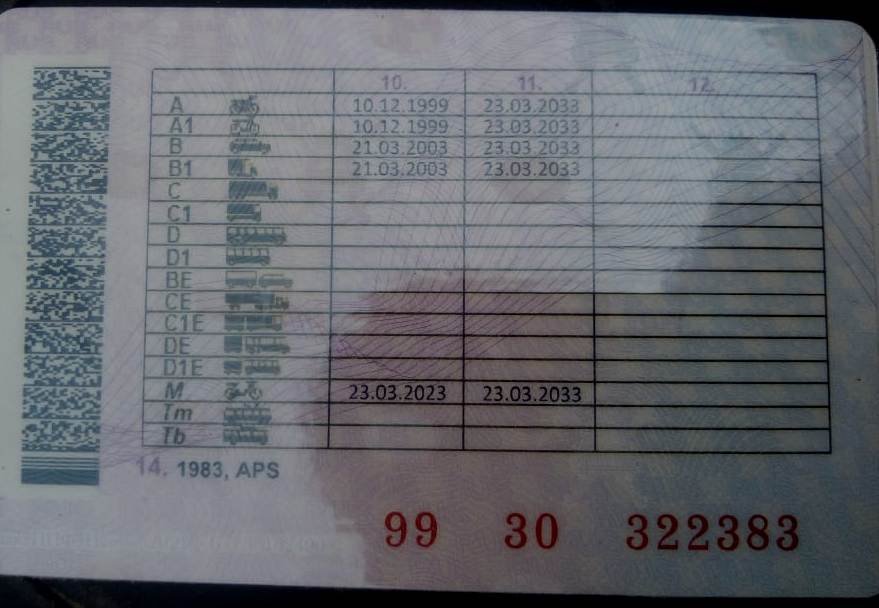 10. 11. 12.
A 10.12.1999 23.03.2033
A1 10.12.1999 23.03.2033
B 21.03.2003 23.03.2033
B1 21.03.2003 23.03.2033
C
C1
D
D1
BE
CE
C1E
DE
D1E
M 23.03.2023 23.03.2033
Tm
Tb
14. 1983, APS
99 30 322383